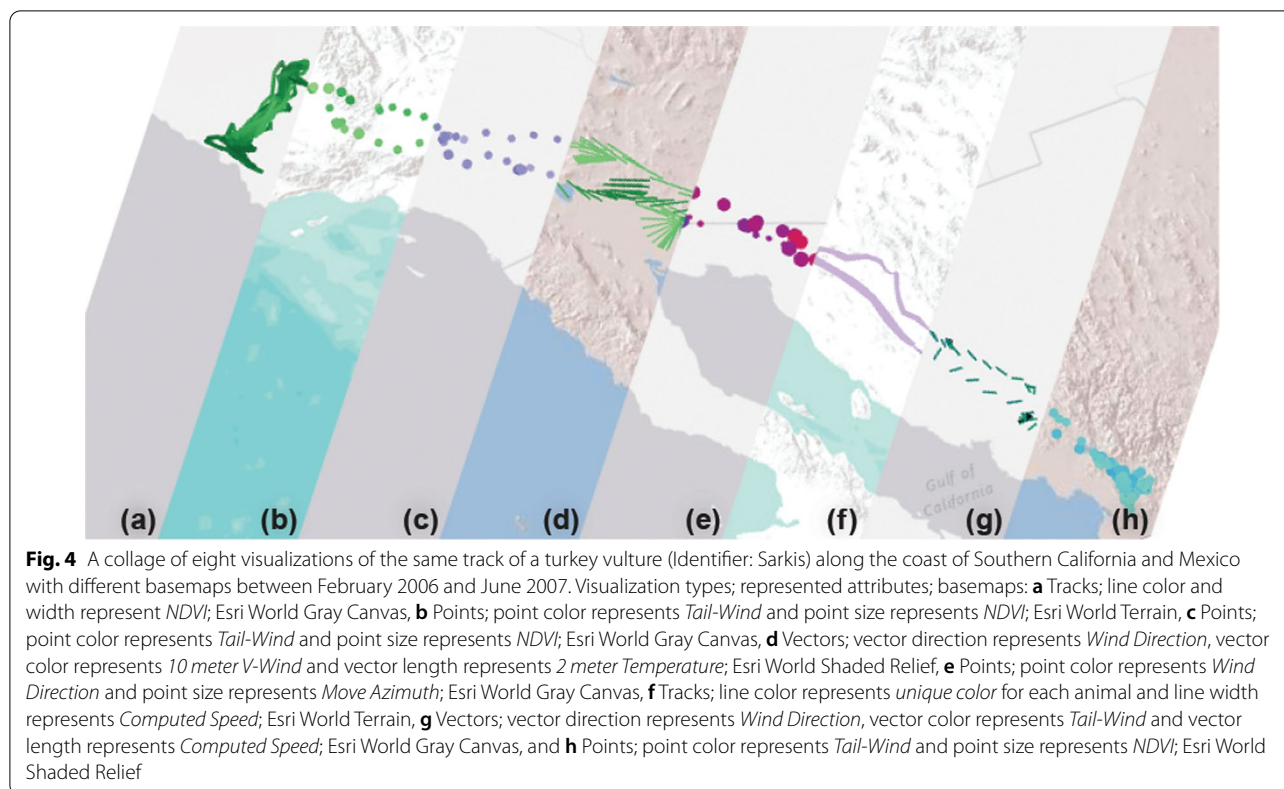 Gulf of
California
(a) (b) (c) (d) (e) (f) (g) (h)
Fig. 4 A collage of eight visualizations of the same track of a turkey vulture (Identifier: Sarkis) along the coast of Southern California and Mexico
with different basemaps between February 2006 and June 2007. Visualization types; represented attributes; basemaps: a Tracks; line color and
width represent NDVI; Esri World Gray Canvas, b Points; point color represents Tail-Wind and point size represents NDVI; Esri World Terrain, c Points;
point color represents Tail-Wind and point size represents NDVI; Esri World Gray Canvas, d Vectors; vector direction represents Wind Direction, vector
color represents 10 meter V-Wind and vector length represents 2 meter Temperature; Esri World Shaded Relief, e Points; point color represents Wind
Direction and point size represents Move Azimuth; Esri World Gray Canvas, f Tracks; line color represents unique color for each animal and line width
represents Computed Speed; Esri World Terrain, g Vectors; vector direction represents Wind Direction, vector color represents Tail-Wind and vector
length represents Computed Speed; Esri World Gray Canvas, and h Points; point color represents Tail-Wind and point size represents NDVI; Esri World
Shaded Relief